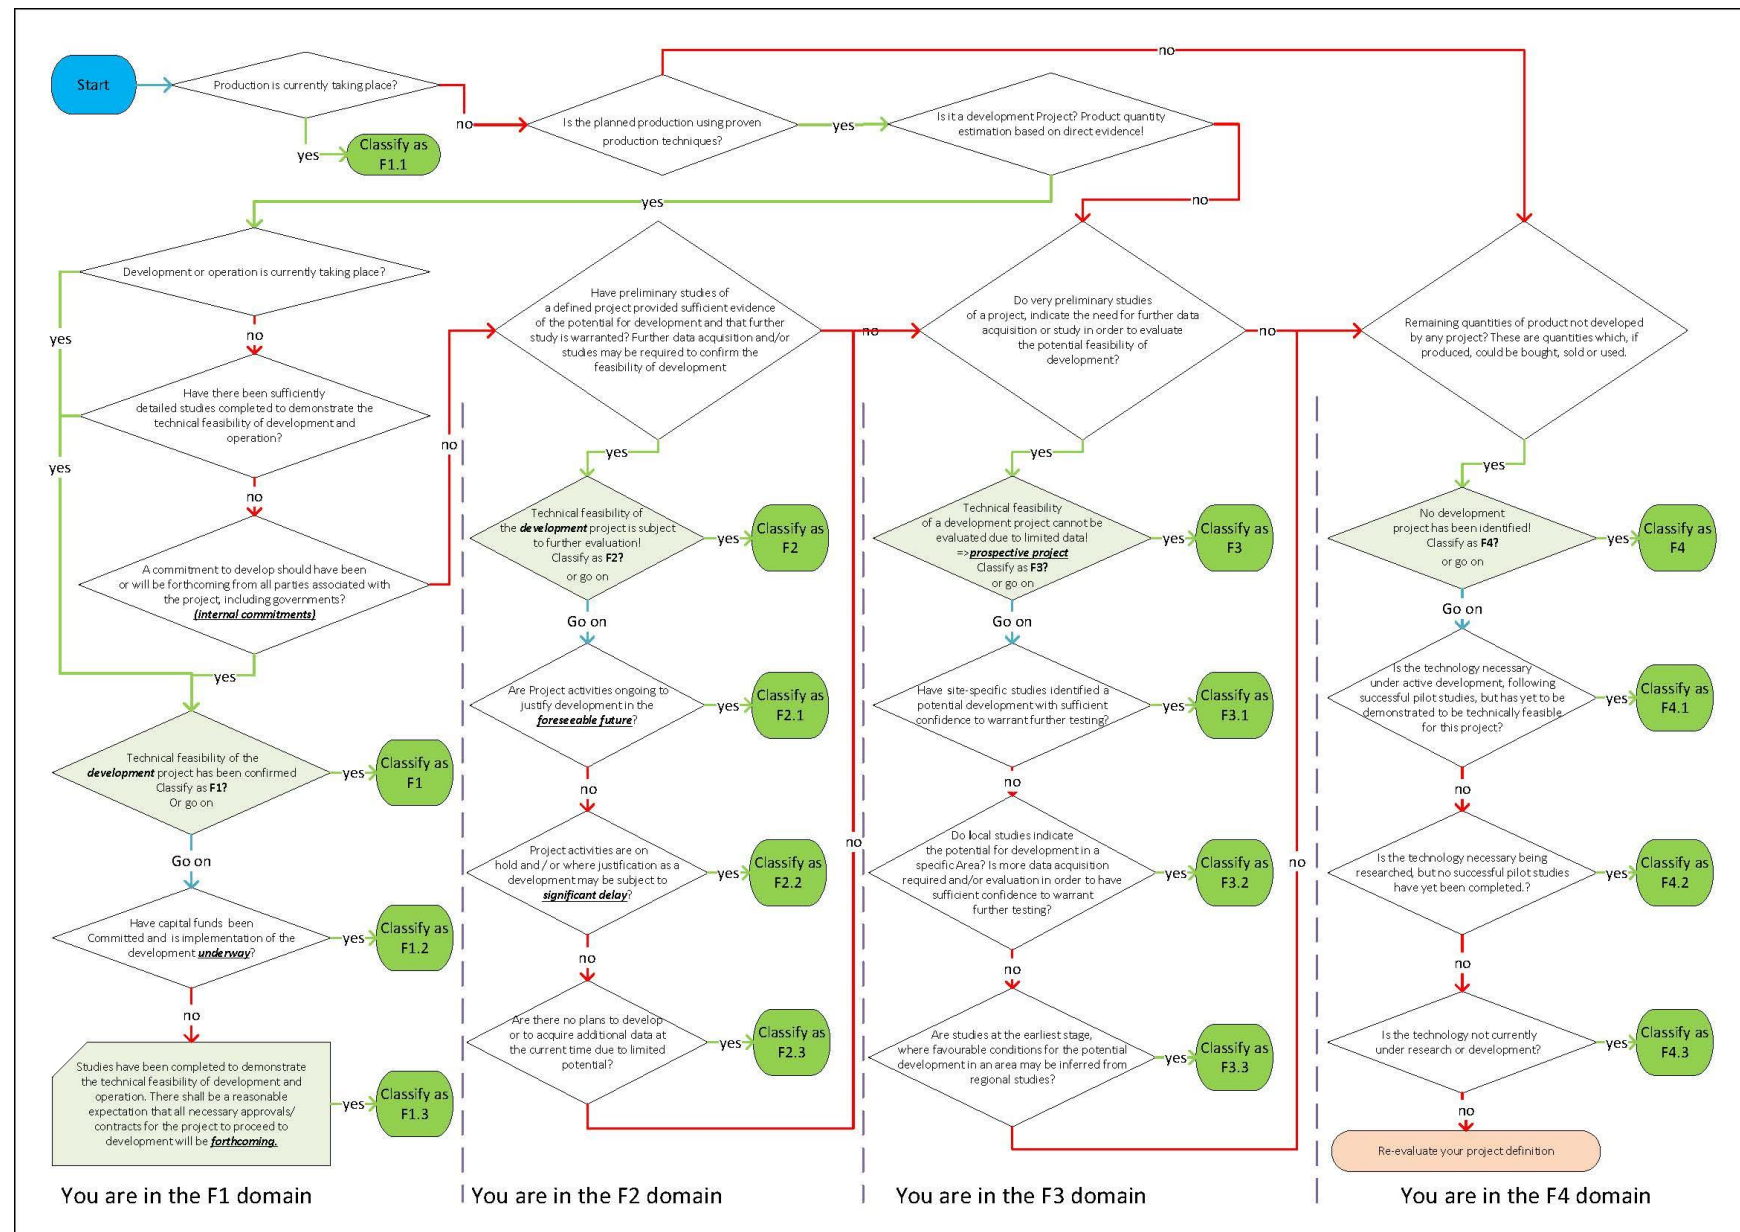 Start
Production is currently taking place?
no
yes
Classify as
F1.1
Is the planned production using proven
production techniques?
no
yes
Is it a development Project? Product quantity
estimation based on direct evidence!
yes
no
Development or operation is currently taking place?
yes
no
Have there been sufficiently
detailed studies completed to demonstrate the
technical feasibility of development and
operation?
yes
no
A commitment to develop should have been
or will be forthcoming from all parties associated with
the project, including governments?
(internal commitments)
no
yes
Technical feasibility of the
development project has been confirmed
Classify as F1?
Or go on
yes
Classify as
F1
Go on
Have capital funds been
Committed and is implementation of the
development underway?
yes
Classify as
F1.2
no
Studies have been completed to demonstrate
the technical feasibility of development and
operation. There shall be a reasonable
expectation that all necessary approvals/
contracts for the project to proceed to
development will be forthcoming.
yes
Classify as
F1.3
You are in the F1 domain
Have preliminary studies of
a defined project provided sufficient evidence
of the potential for development and that further
study is warranted? Further data acquisition and/or
studies may be required to confirm the
feasibility of development
no
yes
Technical feasibility of
the development project is subject
to further evaluation!
Classify as F2?
or go on
yes
Classify as
F2
Go on
Are Project activities ongoing to
justify development in the
foreseeable future?
yes
Classify as
F2.1
no
Project activities are on
hold and / or where justification as a
development may be subject to
significant delay?
yes
Classify as
F2.2
no
Are there no plans to develop
or to acquire additional data at
the current time due to limited
potential?
yes
Classify as
F2.3
no
You are in the F2 domain
Do very preliminary studies
of a project, indicate the need for further data
acquisition or study in order to evaluate
the potential feasibility of
development?
no
yes
Technical feasibility
of a development project cannot be
evaluated due to limited data!
=>prospective project
Classify as F3?
or go on
yes
Classify as
F3
Go on
Have site-specific studies identified a
potential development with sufficient
confidence to warrant further testing?
yes
Classify as
F3.1
no
Do local studies indicate
the potential for development in a
specific Area? Is more data acquisition
required and/or evaluation in order to have
sufficient confidence to warrant
further testing?
yes
Classify as
F3.2
no
Are studies at the earliest stage,
where favourable conditions for the potential
development in an area may be inferred from
regional studies?
yes
Classify as
F3.3
no
You are in the F3 domain
Remaining quantities of product not developed
by any project? These are quantities which, if
produced, could be bought, sold or used.
yes
No development
project has been identified!
Classify as F4?
or go on
yes
Classify as
F4
Go on
Is the technology necessary
under active development, following
successful pilot studies, but has yet to be
demonstrated to be technically feasible
for this project?
yes
Classify as
F4.1
no
Is the technology necessary being
researched, but no successful pilot studies
have yet been completed.?
yes
Classify as
F4.2
no
Is the technology not currently
under research or development?
yes
Classify as
F4.3
no
Re-evaluate your project definition
You are in the F4 domain